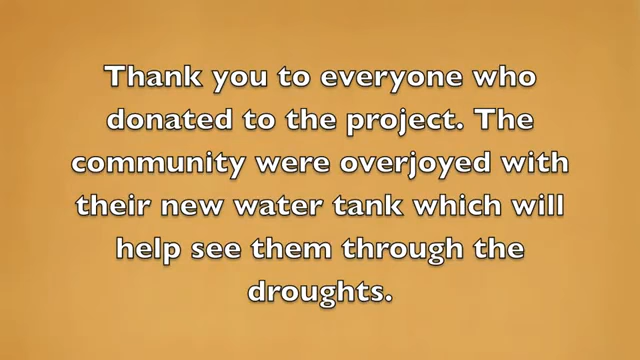 Thank you to everyone who
donated to the project. The
community were overjoyed with
their new water tank which will
help see them through the
droughts.